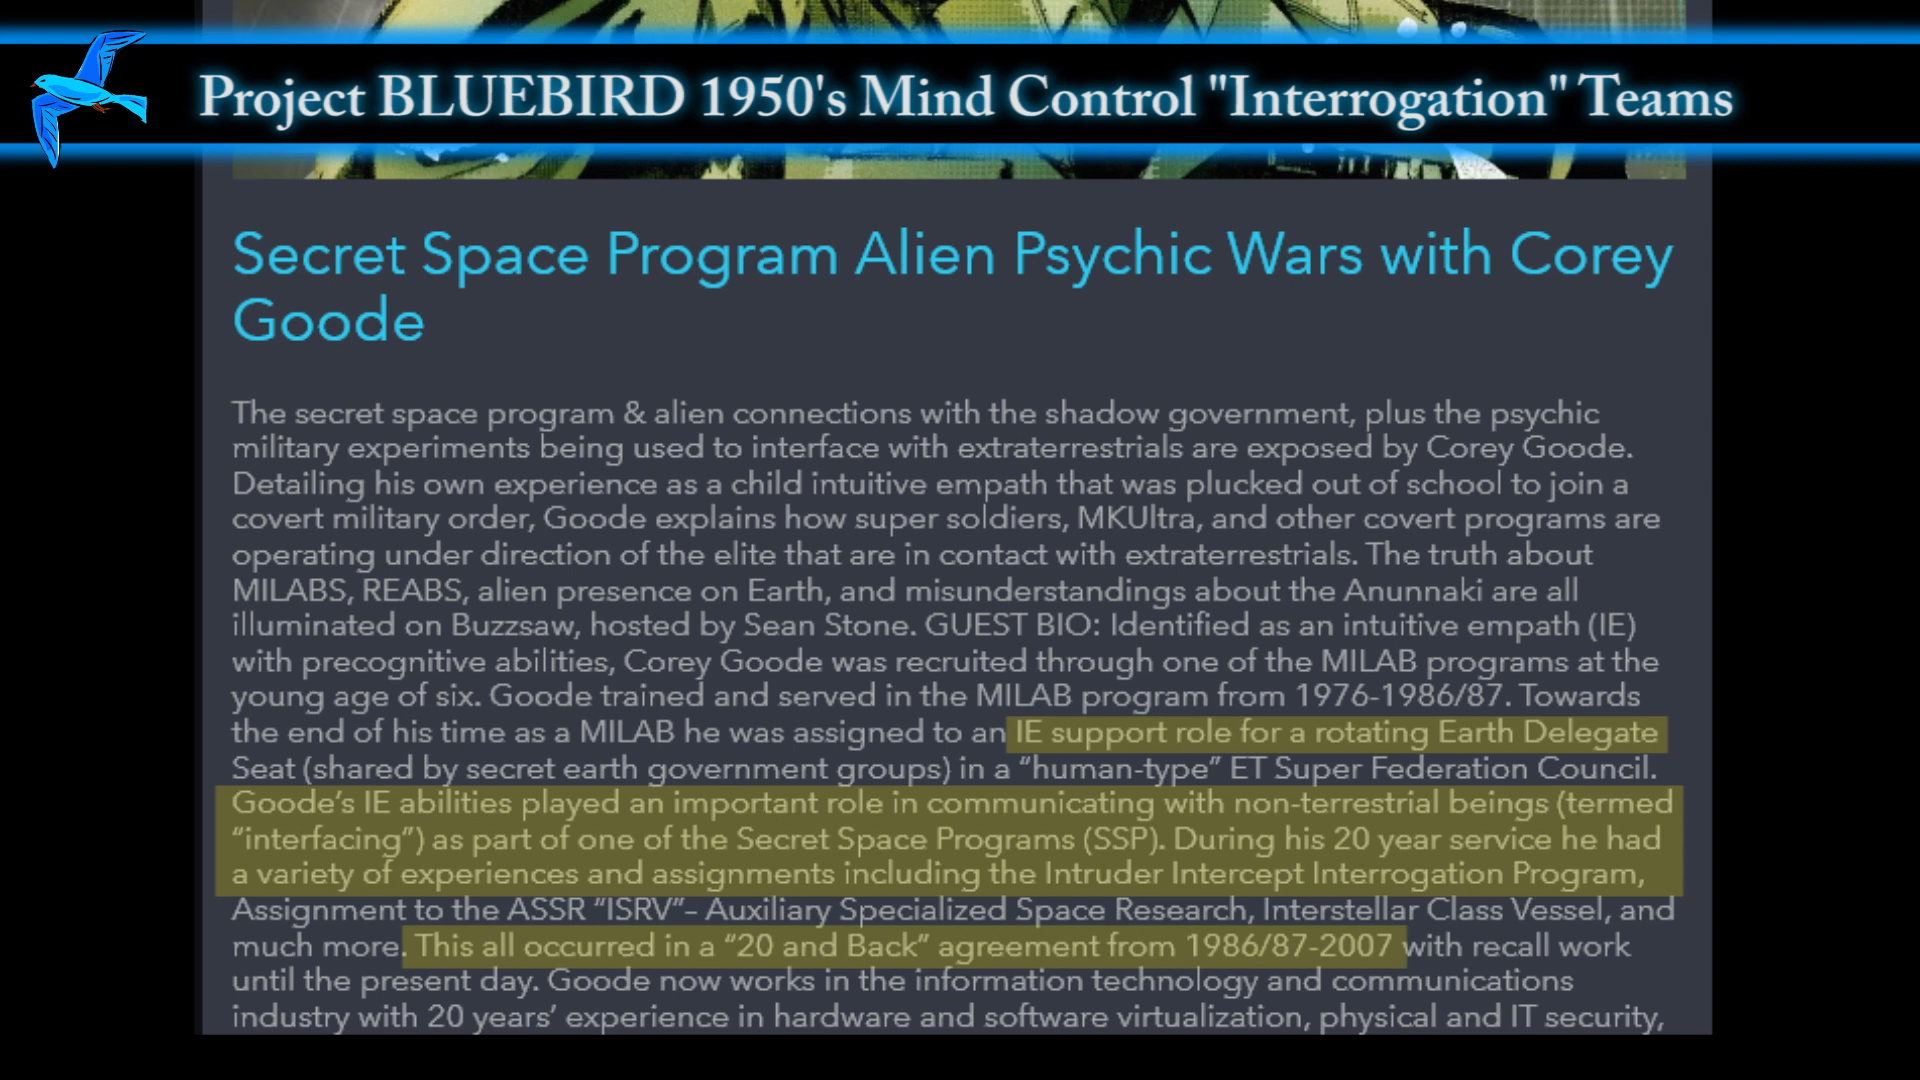 Project BLUEBIRD 1950's Mind Control "Interrogation" Teams
Secret Space Program Alien Psychic Wars with Corey
Goode
The secret space program & alien connections with the shadow government, plus the psychic
military experiments being used to interface with extraterrestrials are exposed by Corey Goode.
Detailing his own experience as a child intuitive empath that was plucked out of school to join a
covert military order, Goode explains how super soldiers, MKUltra, and other covert programs are
operating under direction of the elite that are in contact with extraterrestrials. The truth about
MILABS, REABS, alien presence on Earth, and misunderstandings about the Anunnaki are all
illuminated on Buzzsaw, hosted by Sean Stone. GUEST BIO: Identified as an intuitive empath (IE)
with precognitive abilities, Corey Goode was recruited through one of the MILAB programs at the
young age of six. Goode trained and served in the MILAB program from 1976-1986/87. Towards
the end of his time as a MILAB he was assigned to an IE support role for a rotating Earth Delegate
Seat (shared by secret earth government groups) in a “human-type” ET Super Federation Council.
Goode’s IE abilities played an important role in communicating with non-terrestrial beings (termed
“interfacing”) as part of one of the Secret Space Programs (SSP). During his 20 year service he had
a variety of experiences and assignments including the Intruder Intercept Interrogation Program,
Assignment to the ASSR “ISRV”– Auxiliary Specialized Space Research, Interstellar Class Vessel, and
much more. This all occurred in a “20 and Back” agreement from 1986/87-2007 with recall work
until the present day. Goode now works in the information technology and communications
industry with 20 years’ experience in hardware and software virtualization, physical and IT security,